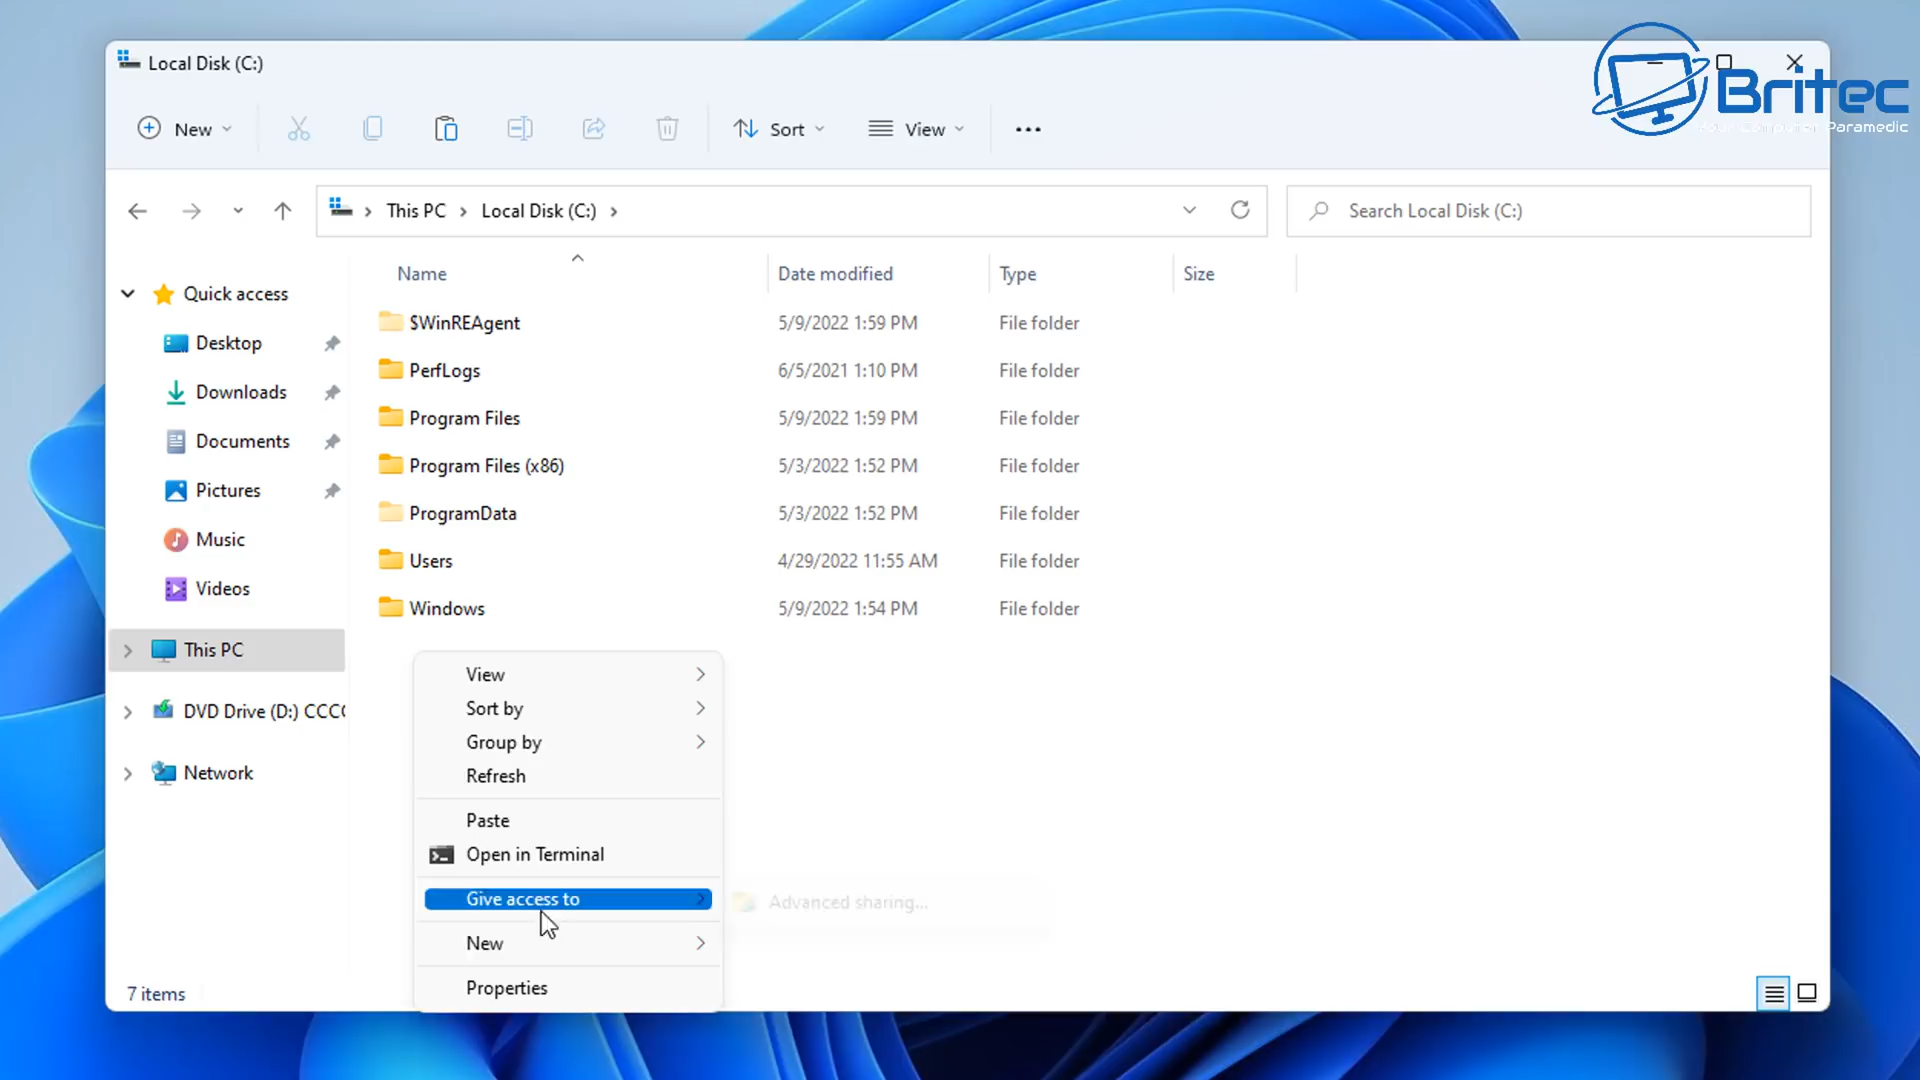 Local Disk (C:)
Britec
Your Computer Paramedic
New
Sort
View
This PC
Local Disk (C:)
Search Local Disk (C:)
Name
Date modified
Type
Size
Quick access
Desktop
Downloads
Documents
Pictures
Music
Videos
This PC
DVD Drive (D:) CCC
Network
$WinREAgent 5/9/2022 1:59 PM File folder
PerfLogs 6/5/2021 1:10 PM File folder
Program Files 5/9/2022 1:59 PM File folder
Program Files (x86) 5/3/2022 1:52 PM File folder
ProgramData 5/3/2022 1:52 PM File folder
Users 4/29/2022 11:55 AM File folder
Windows 5/9/2022 1:54 PM File folder
View
Sort by
Group by
Refresh
Paste
Open in Terminal
Give access to
Advanced sharing...
New
Properties
7 items